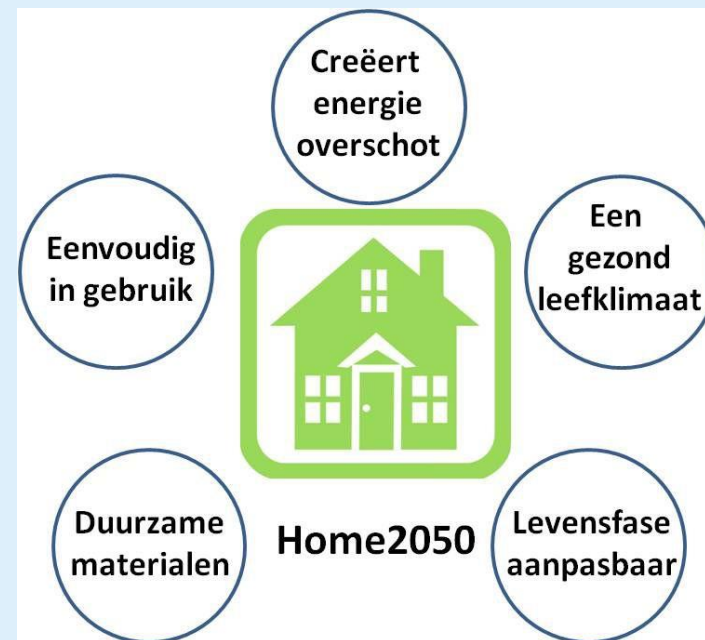 Creëert
energie
overschot
Eenvoudig
in gebruik
Een
gezond
leefklimaat
Duurzame
materialen
Home2050
Levensfase
aanpasbaar